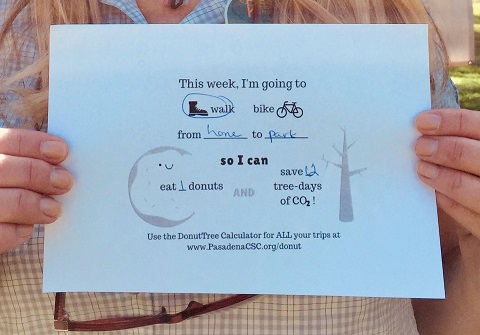 This week, I'm going to
walk bike
from home to park
so I can
eat 1 donuts AND save 12 tree-days of CO₂!
Use the DonutTree Calculator for ALL your trips at
www.PasadenaCSC.org/donut